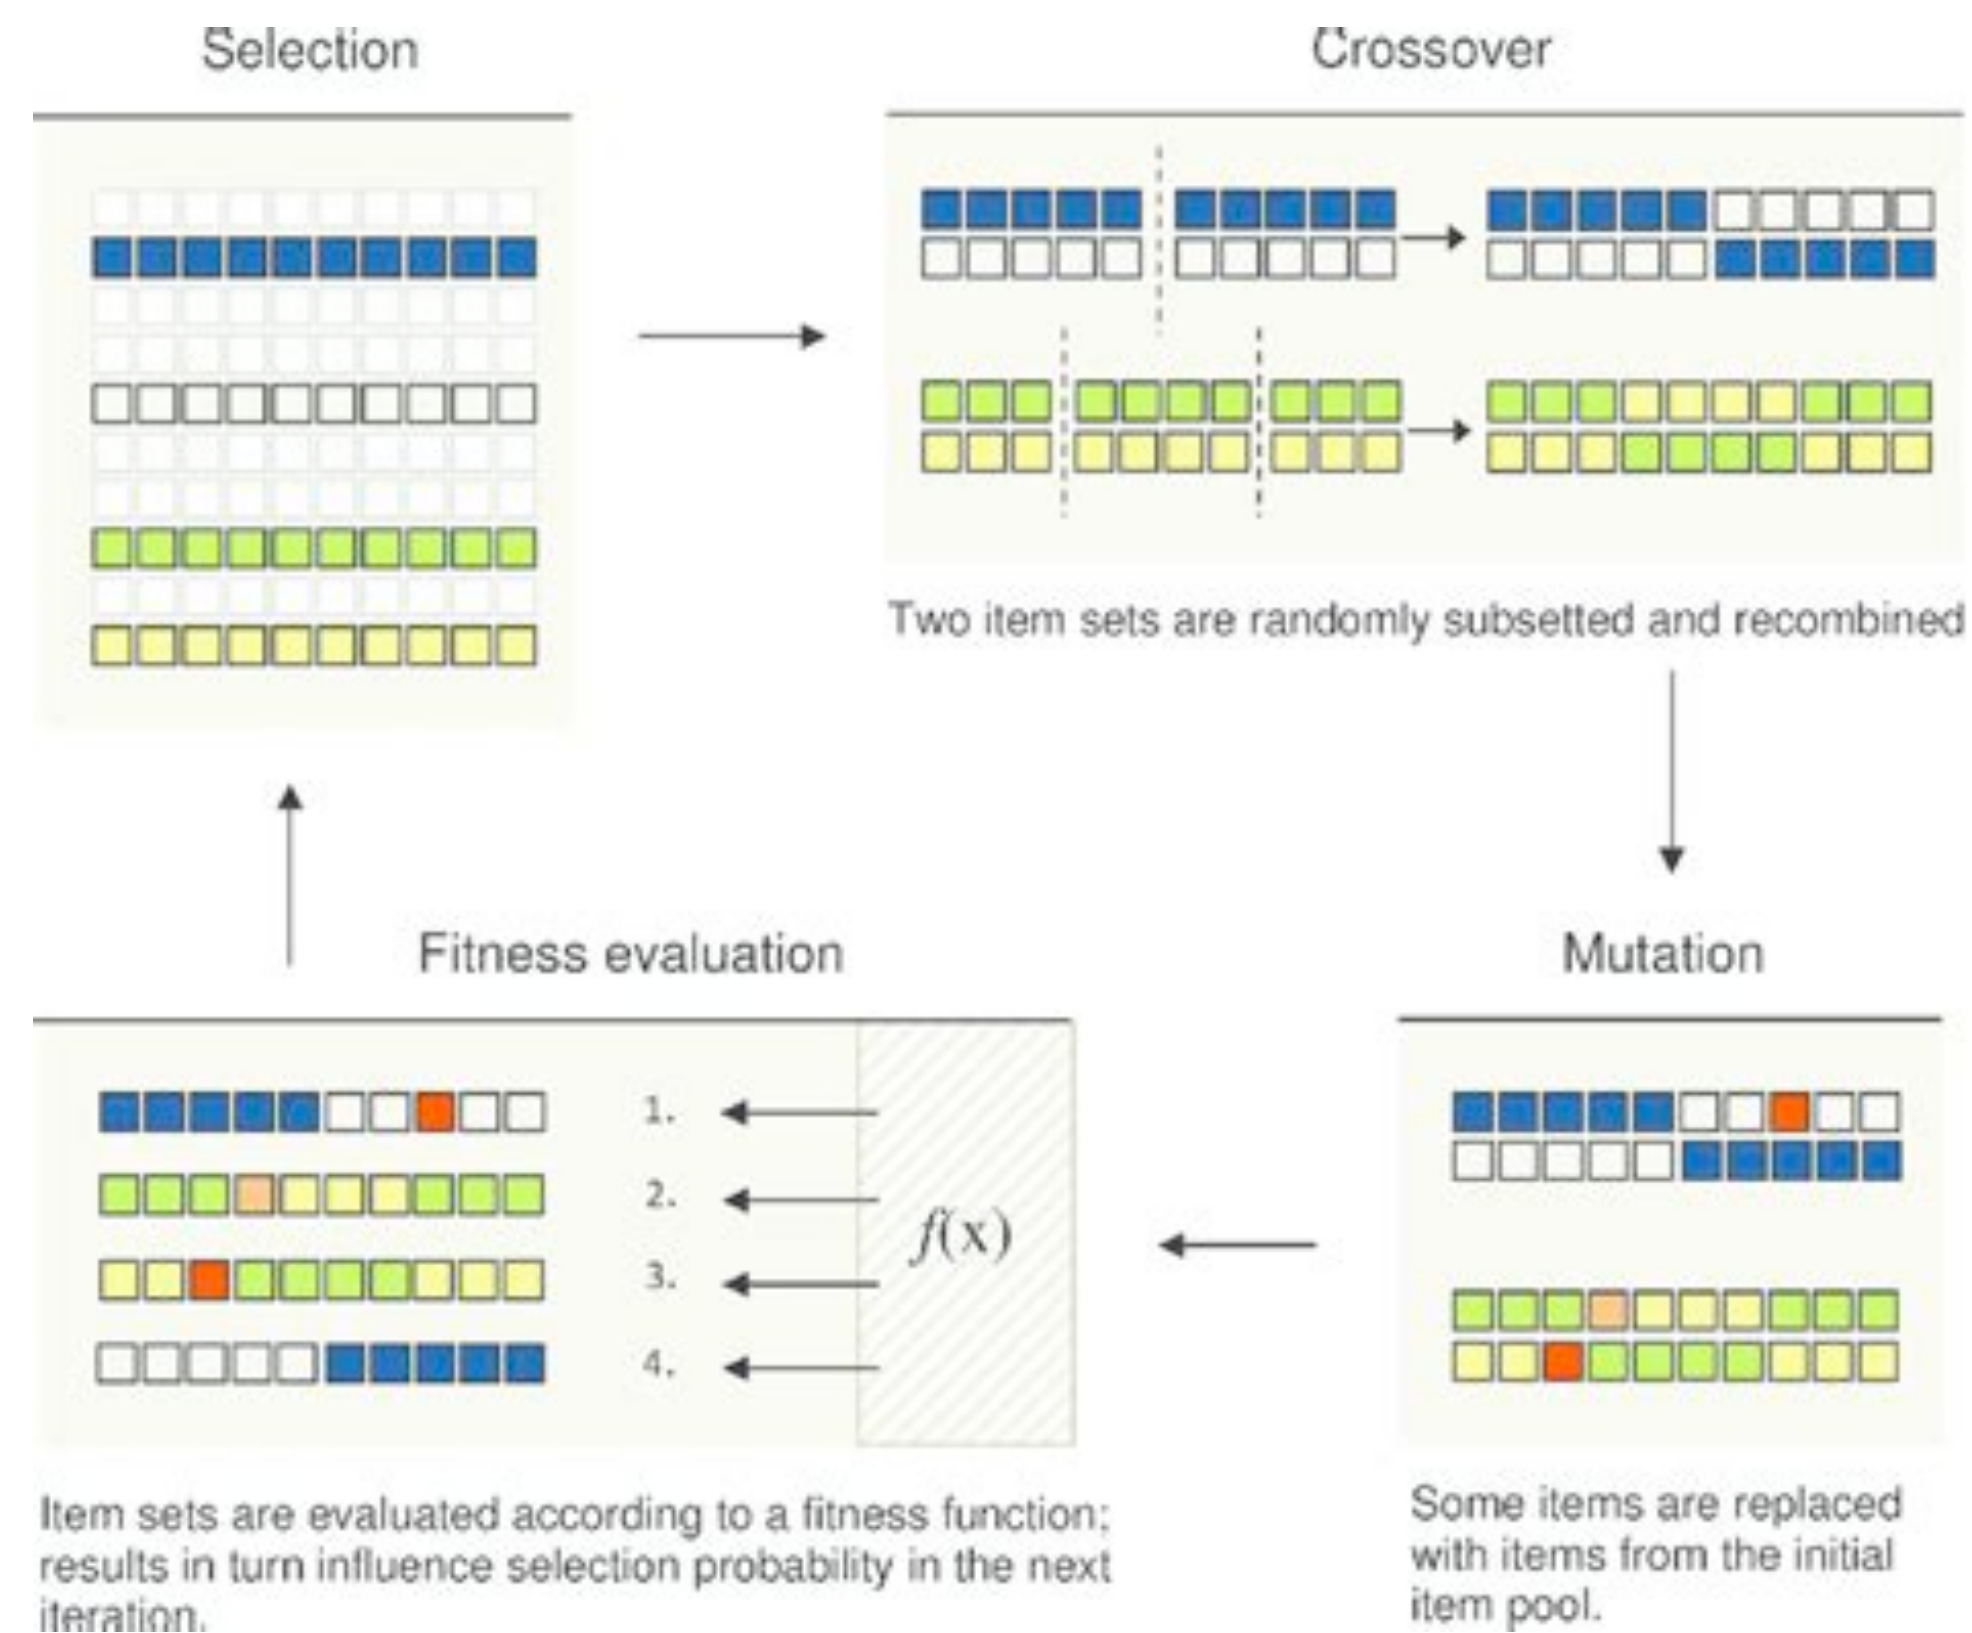 Selection
Crossover
Two item sets are randomly subsetted and recombined
Fitness evaluation
Mutation
1.
2.
3.
4.
f(x)
Item sets are evaluated according to a fitness function;
results in turn influence selection probability in the next
iteration.
Some items are replaced
with items from the initial
item pool.